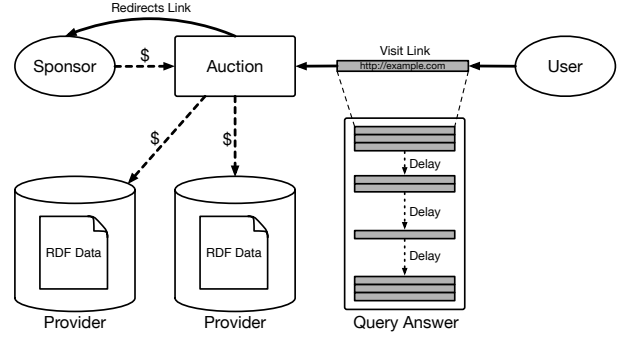 Redirects Link
Sponsor
$
Auction
Visit Link
http://example.com
User
$
$
Delay
Delay
Delay
RDF Data
RDF Data
Provider
Provider
Query Answer